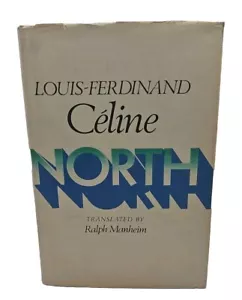 LOUIS-FERDINAND
Céline
NORTH
TRANSLATED BY
Ralph Manheim